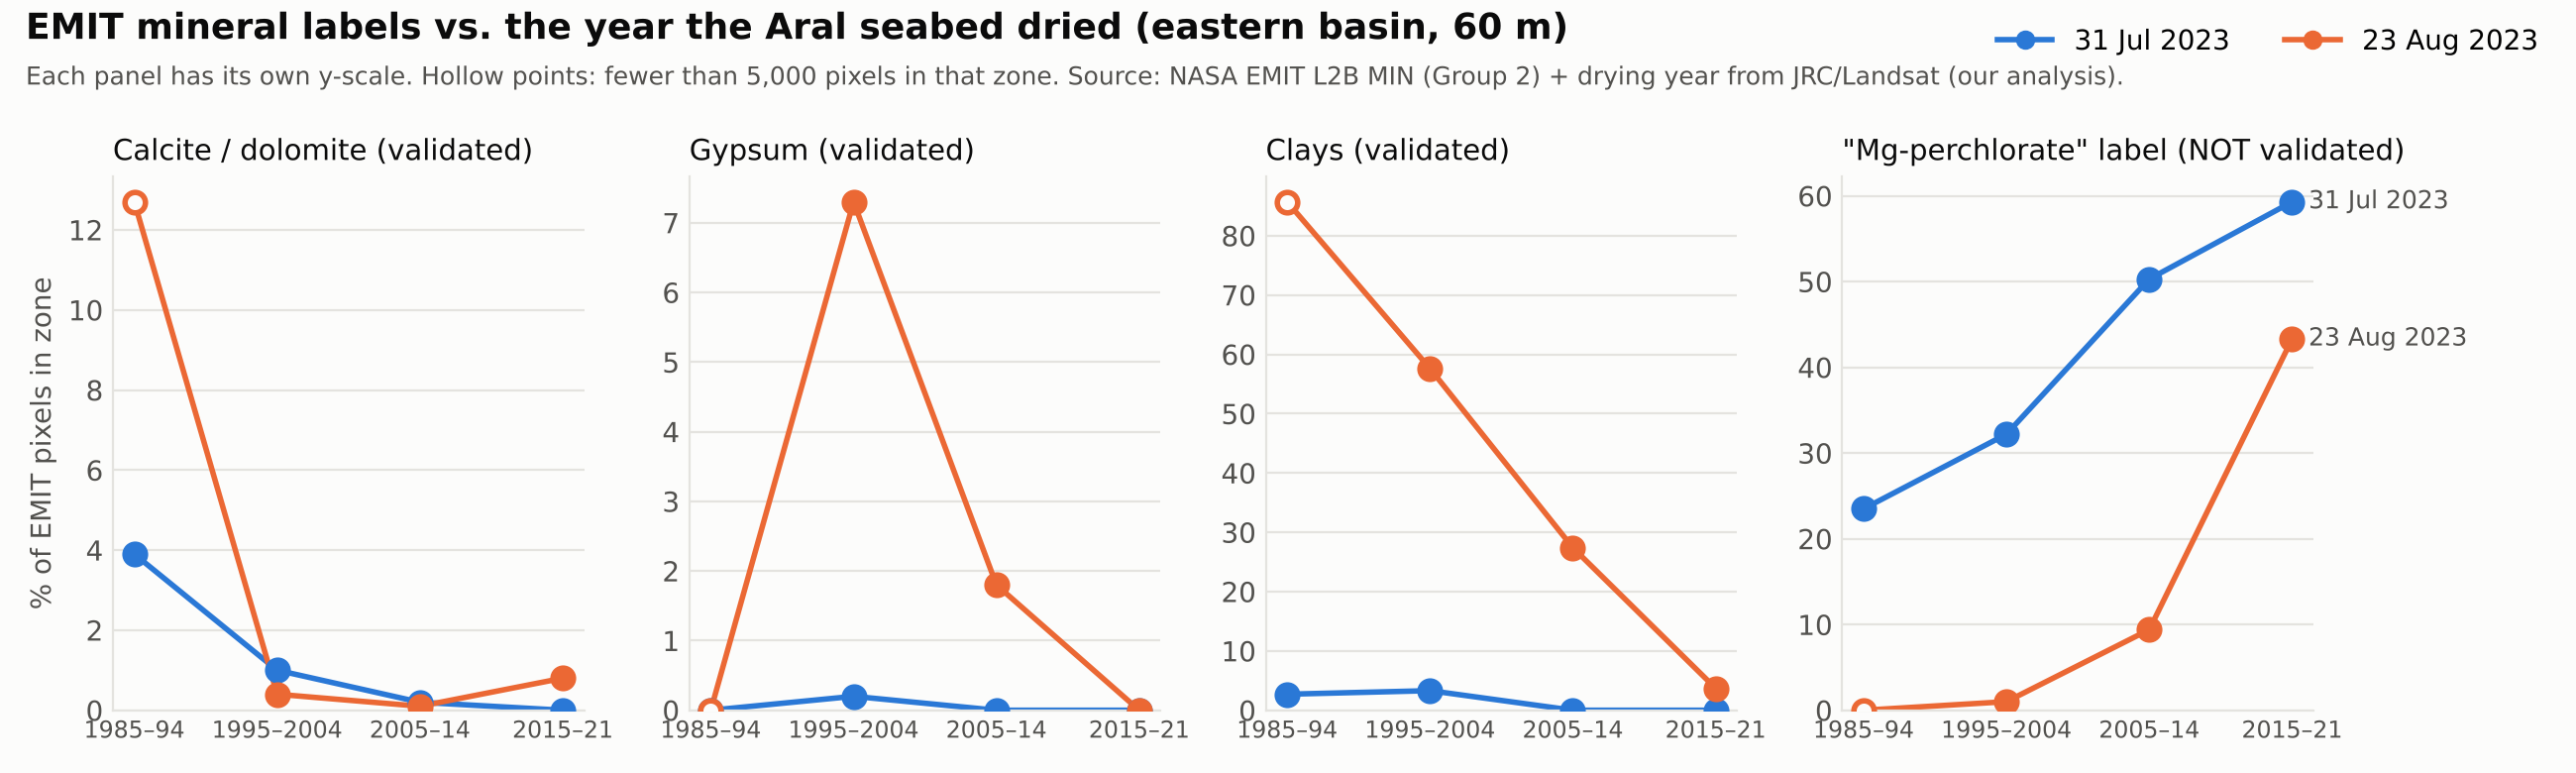 EMIT mineral labels vs. the year the Aral seabed dried (eastern basin, 60 m)
31 Jul 2023
23 Aug 2023
Each panel has its own y-scale. Hollow points: fewer than 5,000 pixels in that zone. Source: NASA EMIT L2B MIN (Group 2) + drying year from JRC/Landsat (our analysis).
% of EMIT pixels in zone
Calcite / dolomite (validated)
12
10
8
6
4
2
0
1985–94 1995–2004 2005–14 2015–21
Gypsum (validated)
7
6
5
4
3
2
1
0
1985–94 1995–2004 2005–14 2015–21
Clays (validated)
80
70
60
50
40
30
20
10
0
1985–94 1995–2004 2005–14 2015–21
"Mg-perchlorate" label (NOT validated)
60
50
40
30
20
10
0
31 Jul 2023
23 Aug 2023
1985–94 1995–2004 2005–14 2015–21